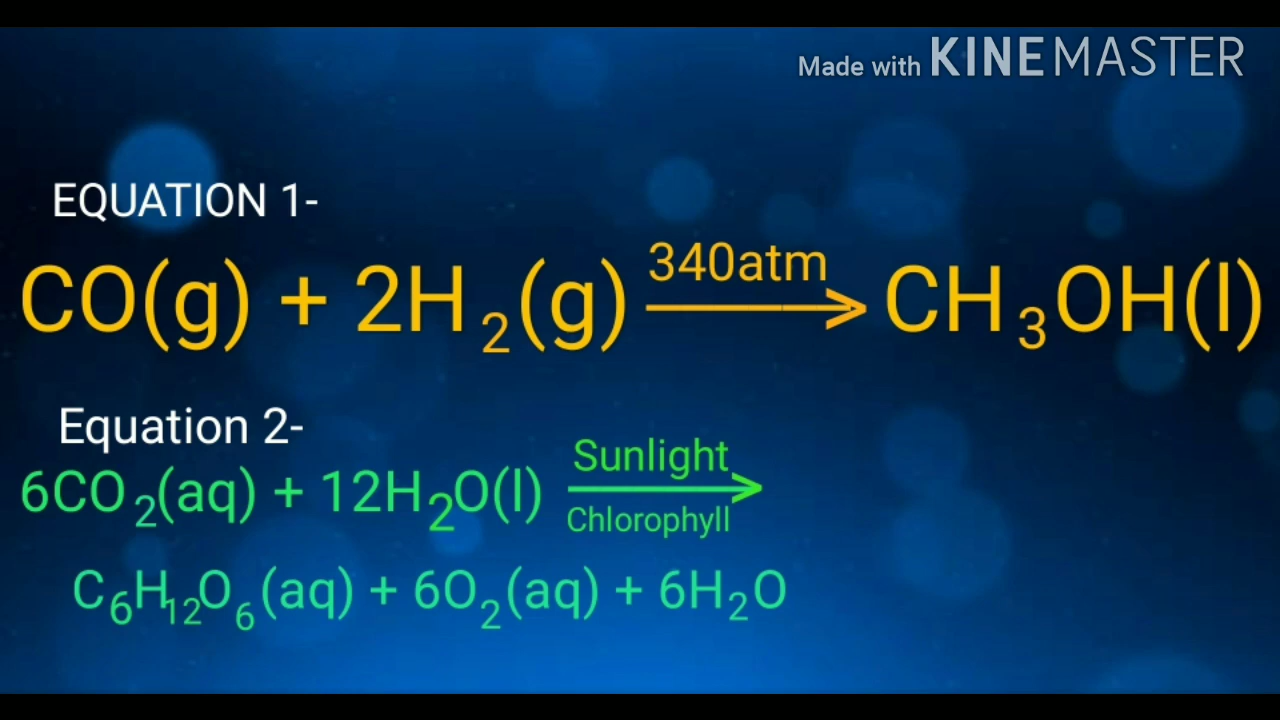 Made with KINEMASTER
EQUATION 1-
340atm
CO(g) + 2H₂(g) ⟶ CH₃OH(l)
Equation 2-
Sunlight
6CO₂(aq) + 12H₂O(l) ⟶
Chlorophyll
C₆H₁₂O₆(aq) + 6O₂(aq) + 6H₂O